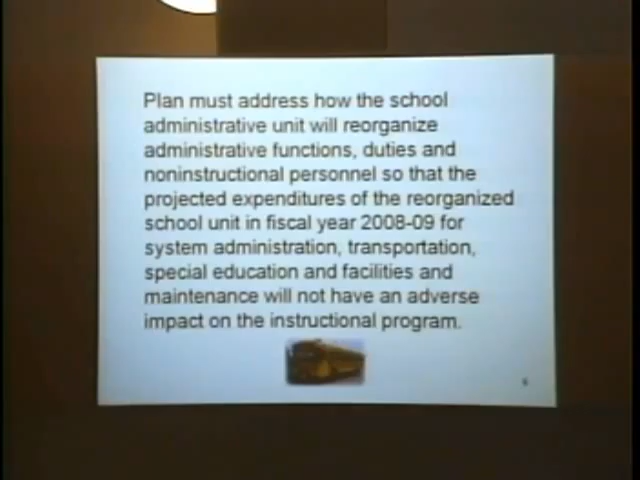 Plan must address how the school
administrative unit will reorganize
administrative functions, duties and
noninstructional personnel so that the
projected expenditures of the reorganized
school unit in fiscal year 2008-09 for
system administration, transportation,
special education and facilities and
maintenance will not have an adverse
impact on the instructional program.